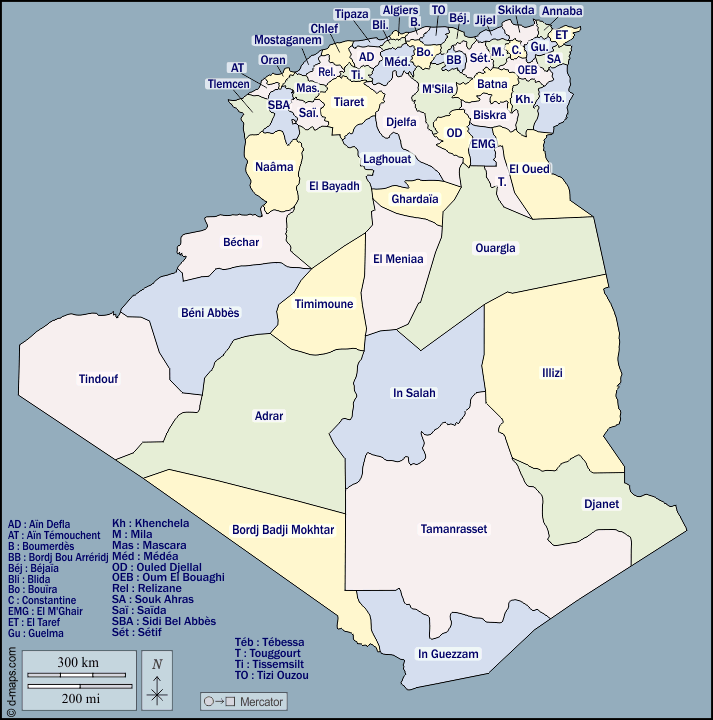 Skikda
Annaba
Algiers
TO
Tipaza
Béj.
Jijel
B.
Bli.
Chlef
ET
Mostaganem
Gu.
M.
C.
Bo.
AD
Sét.
BB
SA
Oran
Méd.
AT
Rel.
OEB
Ti.
Tlemcen
Mas.
M'Sila
Batna
Téb.
Kh.
SBA
Tiaret
Saï.
Biskra
Djelfa
OD
EMG
Laghouat
Naâma
El Oued
T.
El Bayadh
Ghardaïa
Béchar
Ouargla
El Meniaa
Timimoune
Béni Abbès
Illizi
Tindouf
In Salah
Adrar
Djanet
Bordj Badji Mokhtar
Tamanrasset
In Guezzam
AD : Aïn Defla
AT : Aïn Témouchent
B : Boumerdès
BB : Bordj Bou Arréridj
Béj : Béjaïa
Bli : Blida
Bo : Bouïra
C : Constantine
EMG : El M'Ghair
ET : El Taref
Gu : Guelma
Kh : Khenchela
M : Mila
Mas : Mascara
Méd : Médéa
OD : Ouled Djellal
OEB : Oum El Bouaghi
Rel : Relizane
SA : Souk Ahras
Saï : Saïda
SBA : Sidi Bel Abbès
Sét : Sétif
Téb : Tébessa
T : Touggourt
Ti : Tissemsilt
TO : Tizi Ouzou
300 km
200 mi
N
Mercator
© d-maps.com